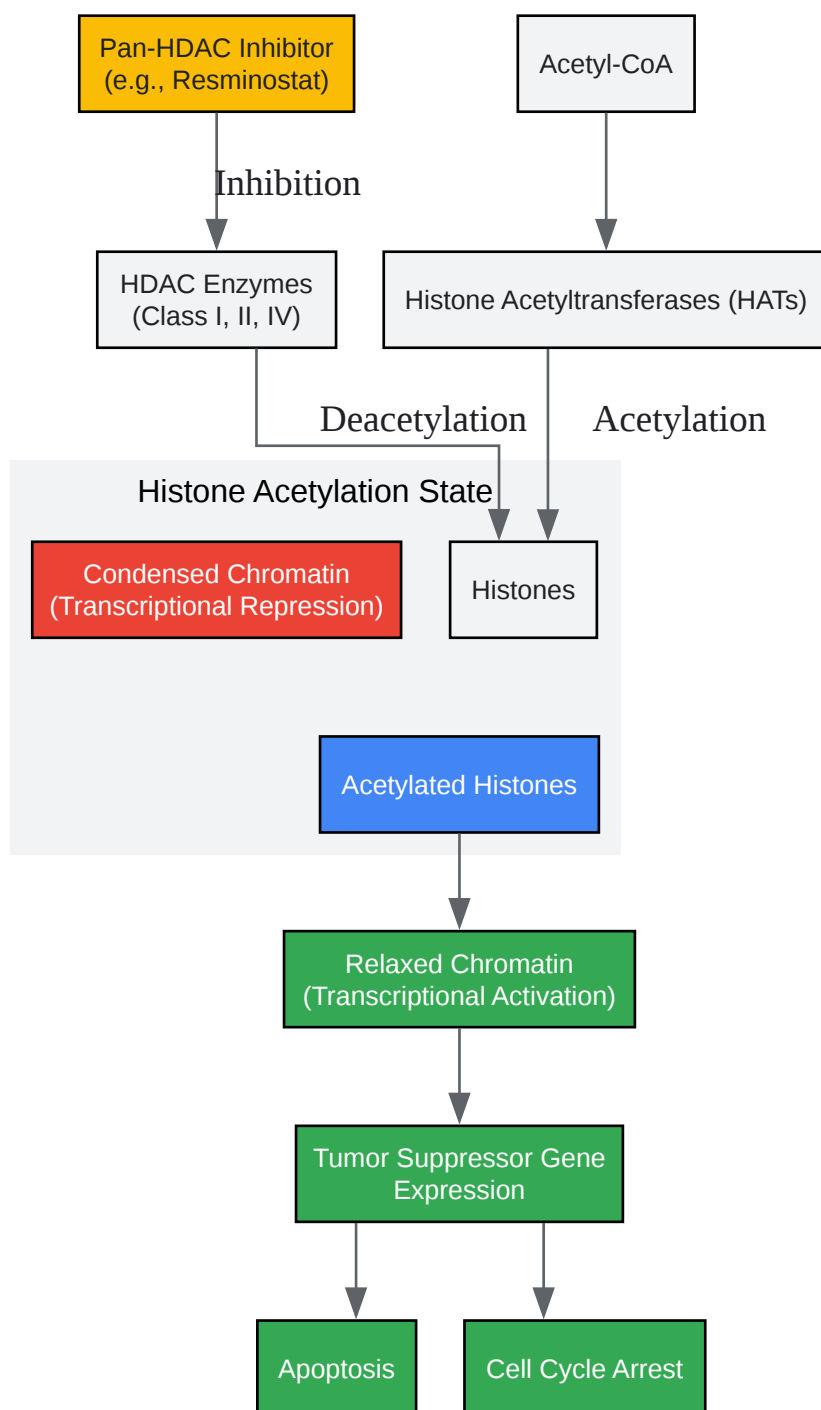 Pan-HDAC Inhibitor
(e.g., Resminostat)
Acetyl-CoA
Inhibition
HDAC Enzymes
(Class I, II, IV)
Histone Acetyltransferases (HATs)
Deacetylation
Acetylation
Histone Acetylation State
Condensed Chromatin
(Transcriptional Repression)
Histones
Acetylated Histones
Relaxed Chromatin
(Transcriptional Activation)
Tumor Suppressor Gene
Expression
Apoptosis
Cell Cycle Arrest